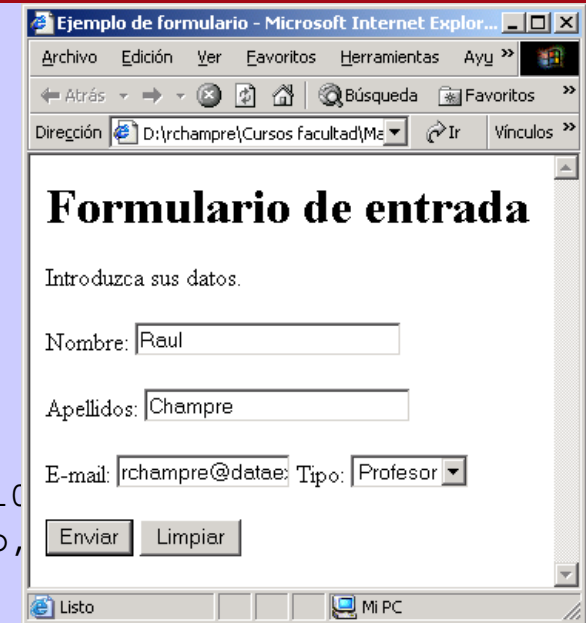 Ejemplo de formulario - Microsoft Internet Explor...
Archivo Edición Ver Favoritos Herramientas Ayu »
Atrás Búsqueda Favoritos »
Dirección D:\rchampre\Cursos facultad\Ma Ir Vínculos »
Formulario de entrada
Introduzca sus datos.
Nombre: Raul
Apellidos: Champre
E-mail: rchampre@dataex Tipo: Profesor
Enviar Limpiar
Listo Mi PC